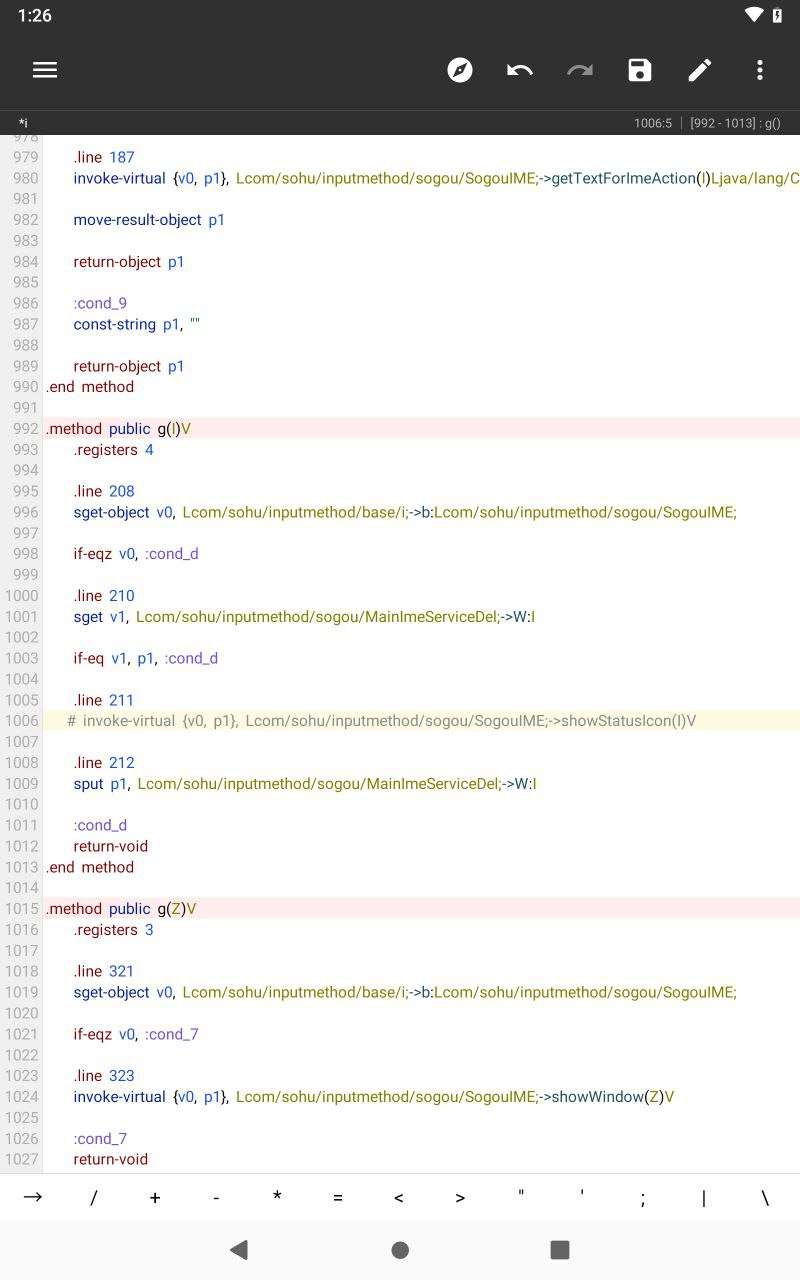 1:26
*i
1006:5 | [992 - 1013] : g()
978
979 .line 187
980 invoke-virtual {v0, p1}, Lcom/sohu/inputmethod/sogou/SogouIME;->getTextForImeAction(I)Ljava/lang/C
981
982 move-result-object p1
983
984 return-object p1
985
986 :cond_9
987 const-string p1, ""
988
989 return-object p1
990 .end method
991
992 .method public g(I)V
993 .registers 4
994
995 .line 208
996 sget-object v0, Lcom/sohu/inputmethod/base/i;->b:Lcom/sohu/inputmethod/sogou/SogouIME;
997
998 if-eqz v0, :cond_d
999
1000 .line 210
1001 sget v1, Lcom/sohu/inputmethod/sogou/MainImeServiceDel;->W:I
1002
1003 if-eq v1, p1, :cond_d
1004
1005 .line 211
1006 # invoke-virtual {v0, p1}, Lcom/sohu/inputmethod/sogou/SogouIME;->showStatusIcon(I)V
1007
1008 .line 212
1009 sput p1, Lcom/sohu/inputmethod/sogou/MainImeServiceDel;->W:I
1010
1011 :cond_d
1012 return-void
1013 .end method
1014
1015 .method public g(Z)V
1016 .registers 3
1017
1018 .line 321
1019 sget-object v0, Lcom/sohu/inputmethod/base/i;->b:Lcom/sohu/inputmethod/sogou/SogouIME;
1020
1021 if-eqz v0, :cond_7
1022
1023 .line 323
1024 invoke-virtual {v0, p1}, Lcom/sohu/inputmethod/sogou/SogouIME;->showWindow(Z)V
1025
1026 :cond_7
1027 return-void
→ / + - * = < > " ' ; | \